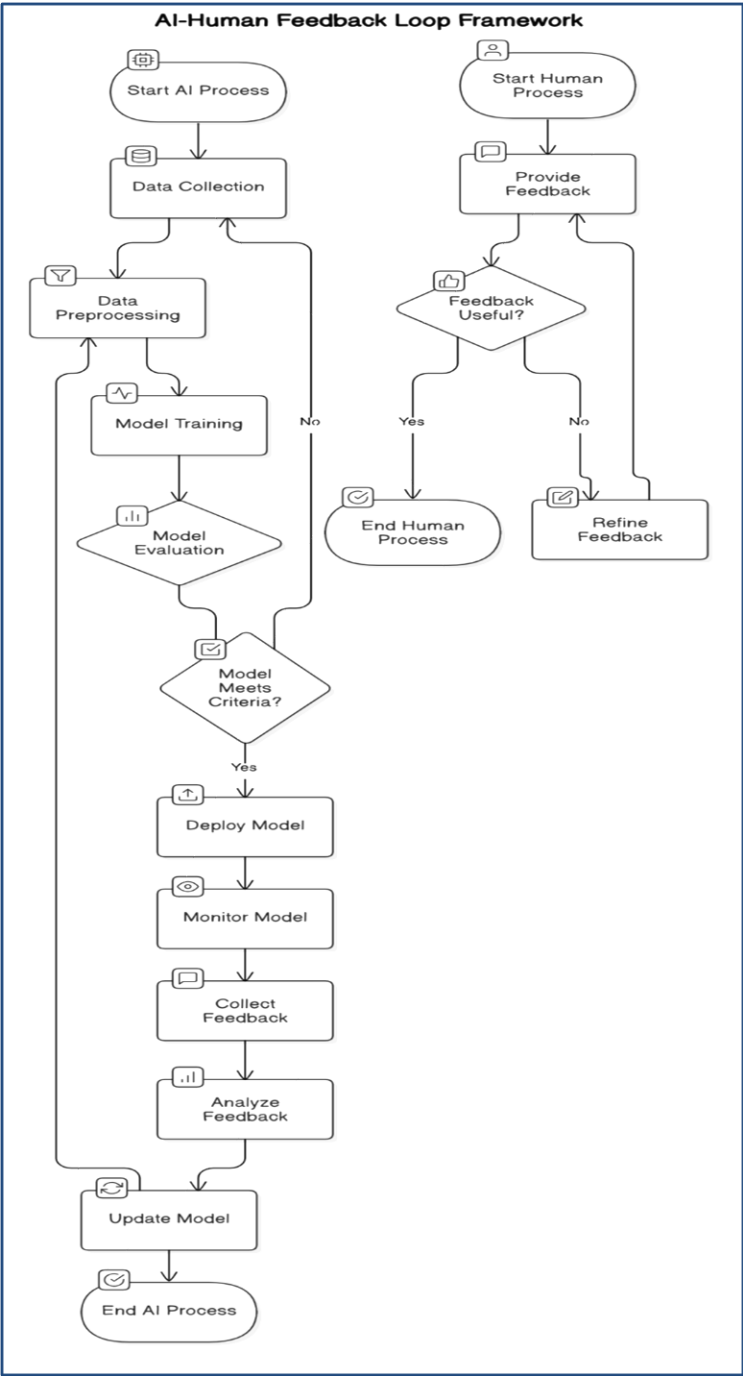 AI-Human Feedback Loop Framework
Start AI Process
Data Collection
Data
Preprocessing
Model Training
Model
Evaluation
No
Model
Meets
Criteria?
Yes
Deploy Model
Monitor Model
Collect
Feedback
Analyze
Feedback
Update Model
End AI Process
Start Human
Process
Provide
Feedback
Feedback
Useful?
Yes
No
End Human
Process
Refine
Feedback